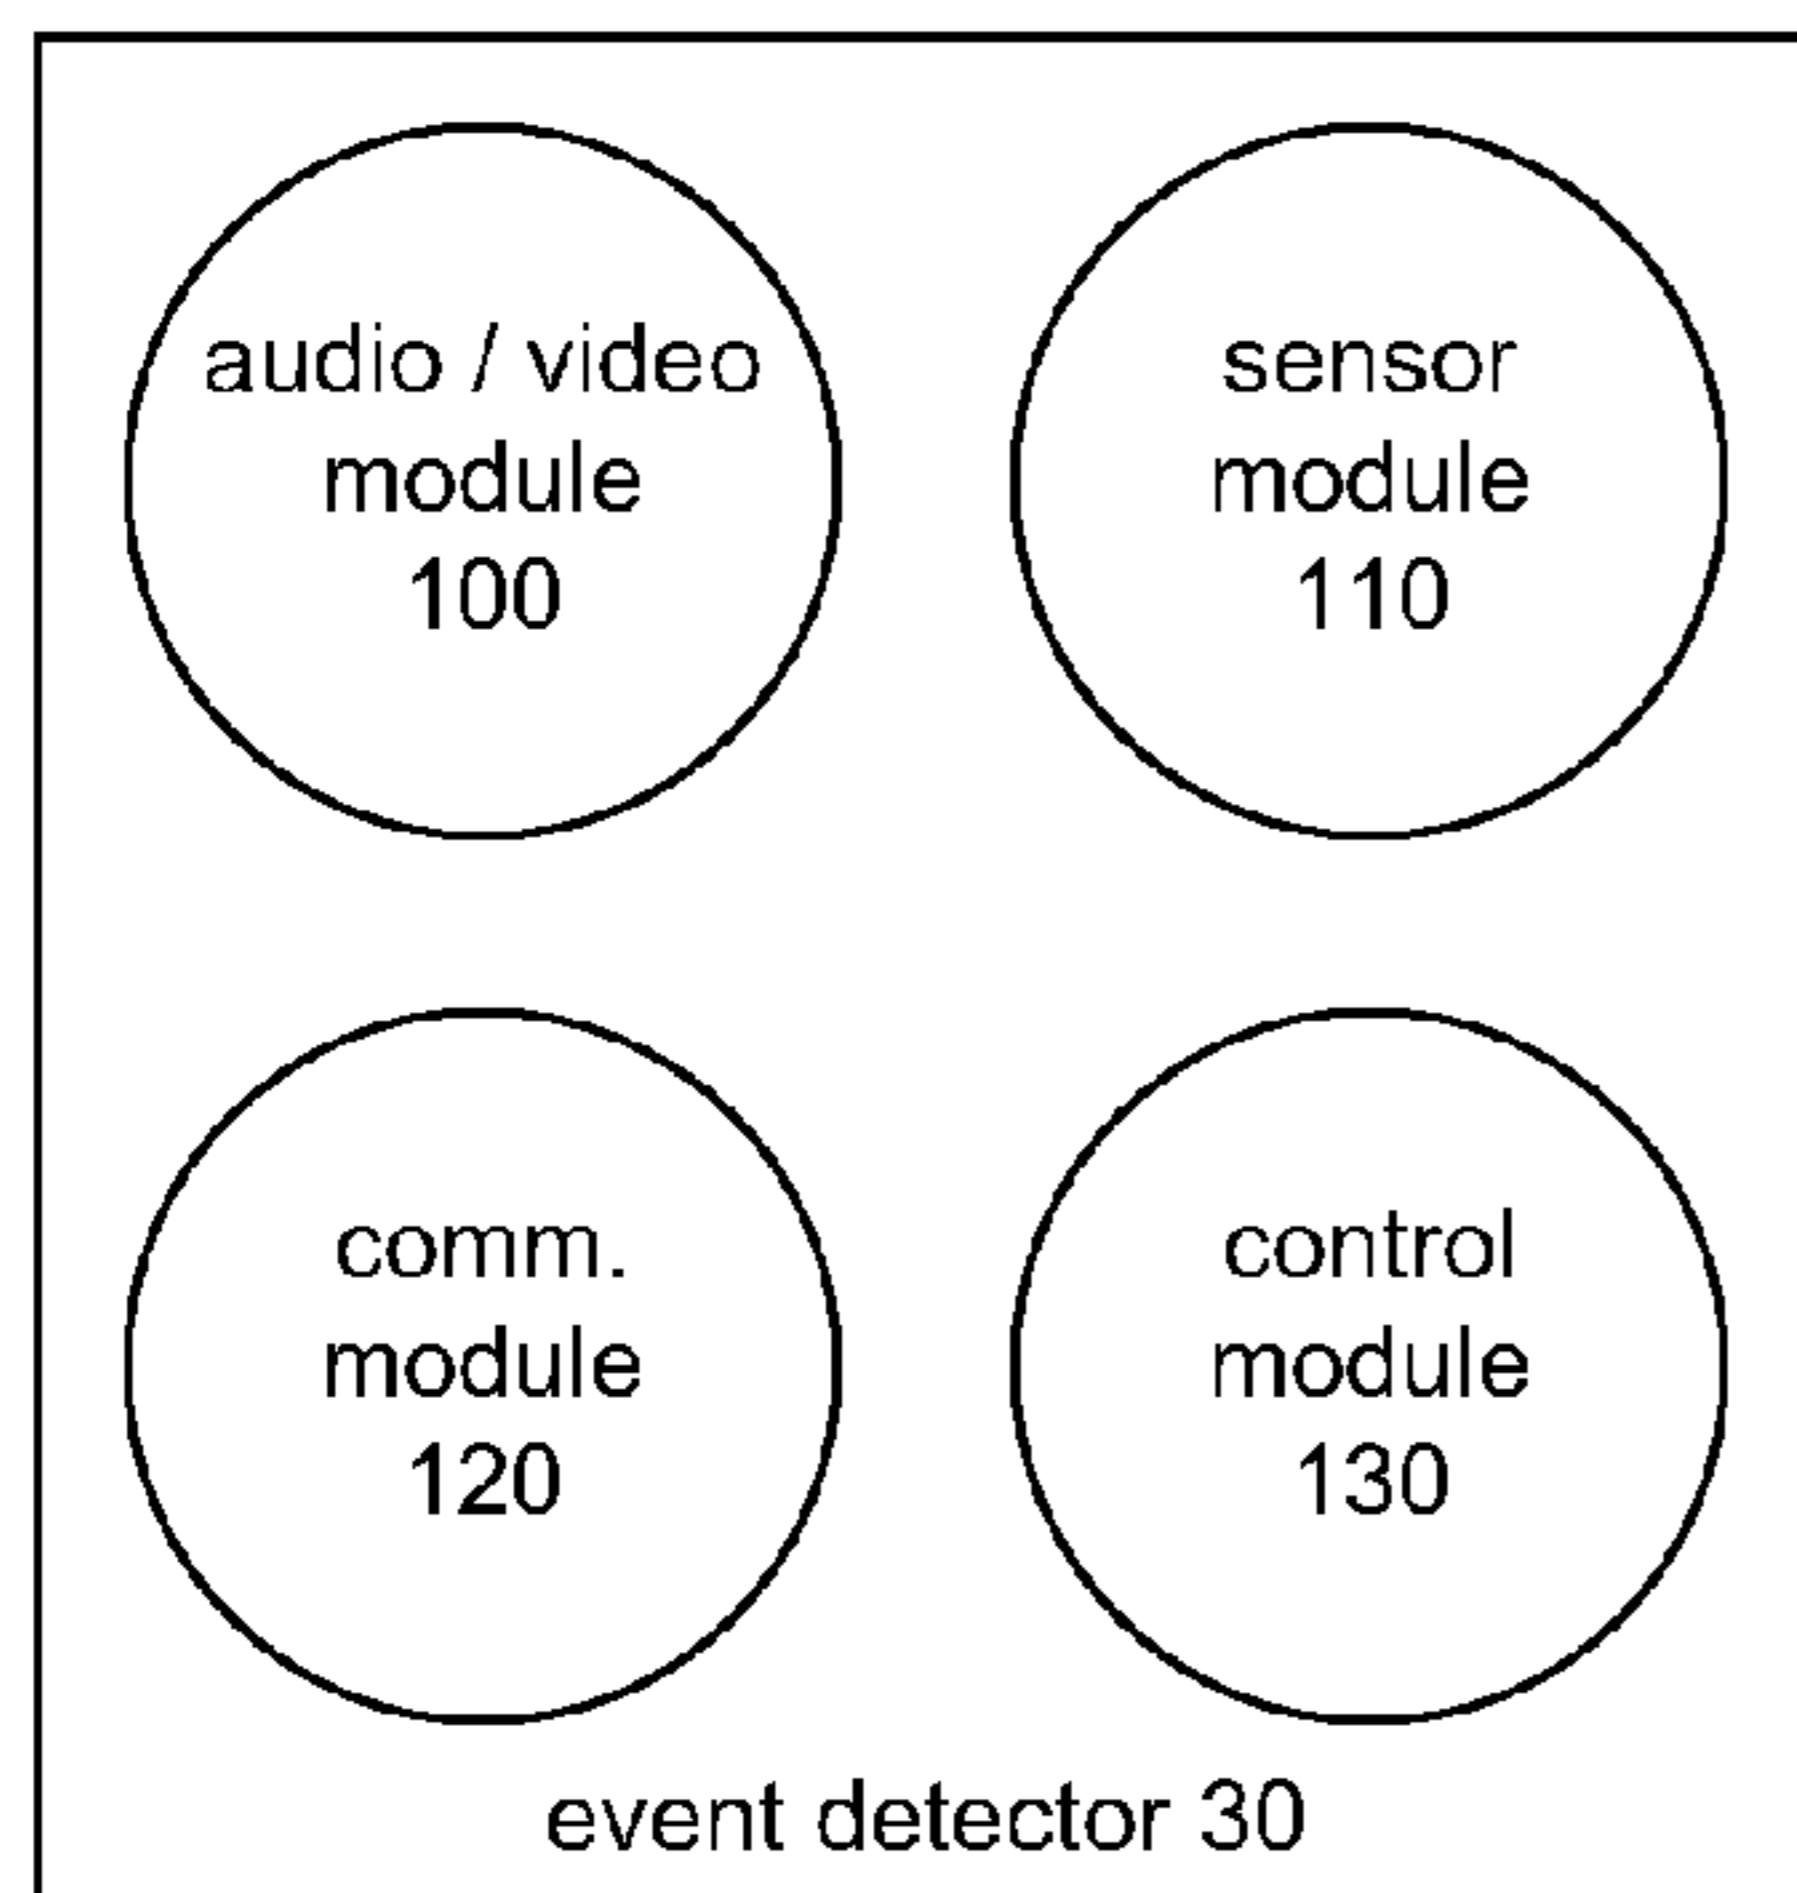 audio / video
module
100
sensor
module
110
comm.
module
120
control
module
130
event detector 30